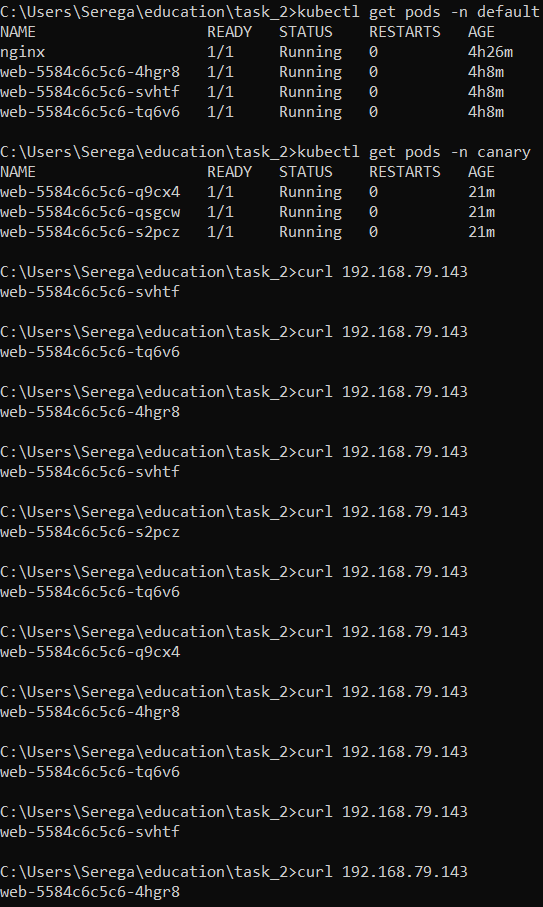 C:\Users\Serega\education\task_2>kubectl get pods -n default
NAME READY STATUS RESTARTS AGE
nginx 1/1 Running 0 4h26m
web-5584c6c5c6-4hgr8 1/1 Running 0 4h8m
web-5584c6c5c6-svhtf 1/1 Running 0 4h8m
web-5584c6c5c6-tq6v6 1/1 Running 0 4h8m
C:\Users\Serega\education\task_2>kubectl get pods -n canary
NAME READY STATUS RESTARTS AGE
web-5584c6c5c6-q9cx4 1/1 Running 0 21m
web-5584c6c5c6-qsgcw 1/1 Running 0 21m
web-5584c6c5c6-s2pcz 1/1 Running 0 21m
C:\Users\Serega\education\task_2>curl 192.168.79.143
web-5584c6c5c6-svhtf
C:\Users\Serega\education\task_2>curl 192.168.79.143
web-5584c6c5c6-tq6v6
C:\Users\Serega\education\task_2>curl 192.168.79.143
web-5584c6c5c6-4hgr8
C:\Users\Serega\education\task_2>curl 192.168.79.143
web-5584c6c5c6-svhtf
C:\Users\Serega\education\task_2>curl 192.168.79.143
web-5584c6c5c6-s2pcz
C:\Users\Serega\education\task_2>curl 192.168.79.143
web-5584c6c5c6-tq6v6
C:\Users\Serega\education\task_2>curl 192.168.79.143
web-5584c6c5c6-q9cx4
C:\Users\Serega\education\task_2>curl 192.168.79.143
web-5584c6c5c6-4hgr8
C:\Users\Serega\education\task_2>curl 192.168.79.143
web-5584c6c5c6-tq6v6
C:\Users\Serega\education\task_2>curl 192.168.79.143
web-5584c6c5c6-svhtf
C:\Users\Serega\education\task_2>curl 192.168.79.143
web-5584c6c5c6-4hgr8